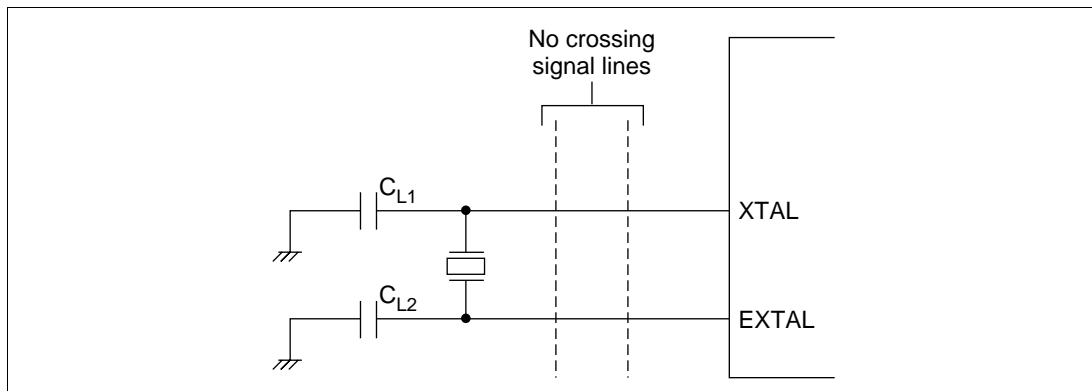 No crossing
signal lines
CL1
XTAL
CL2
EXTAL